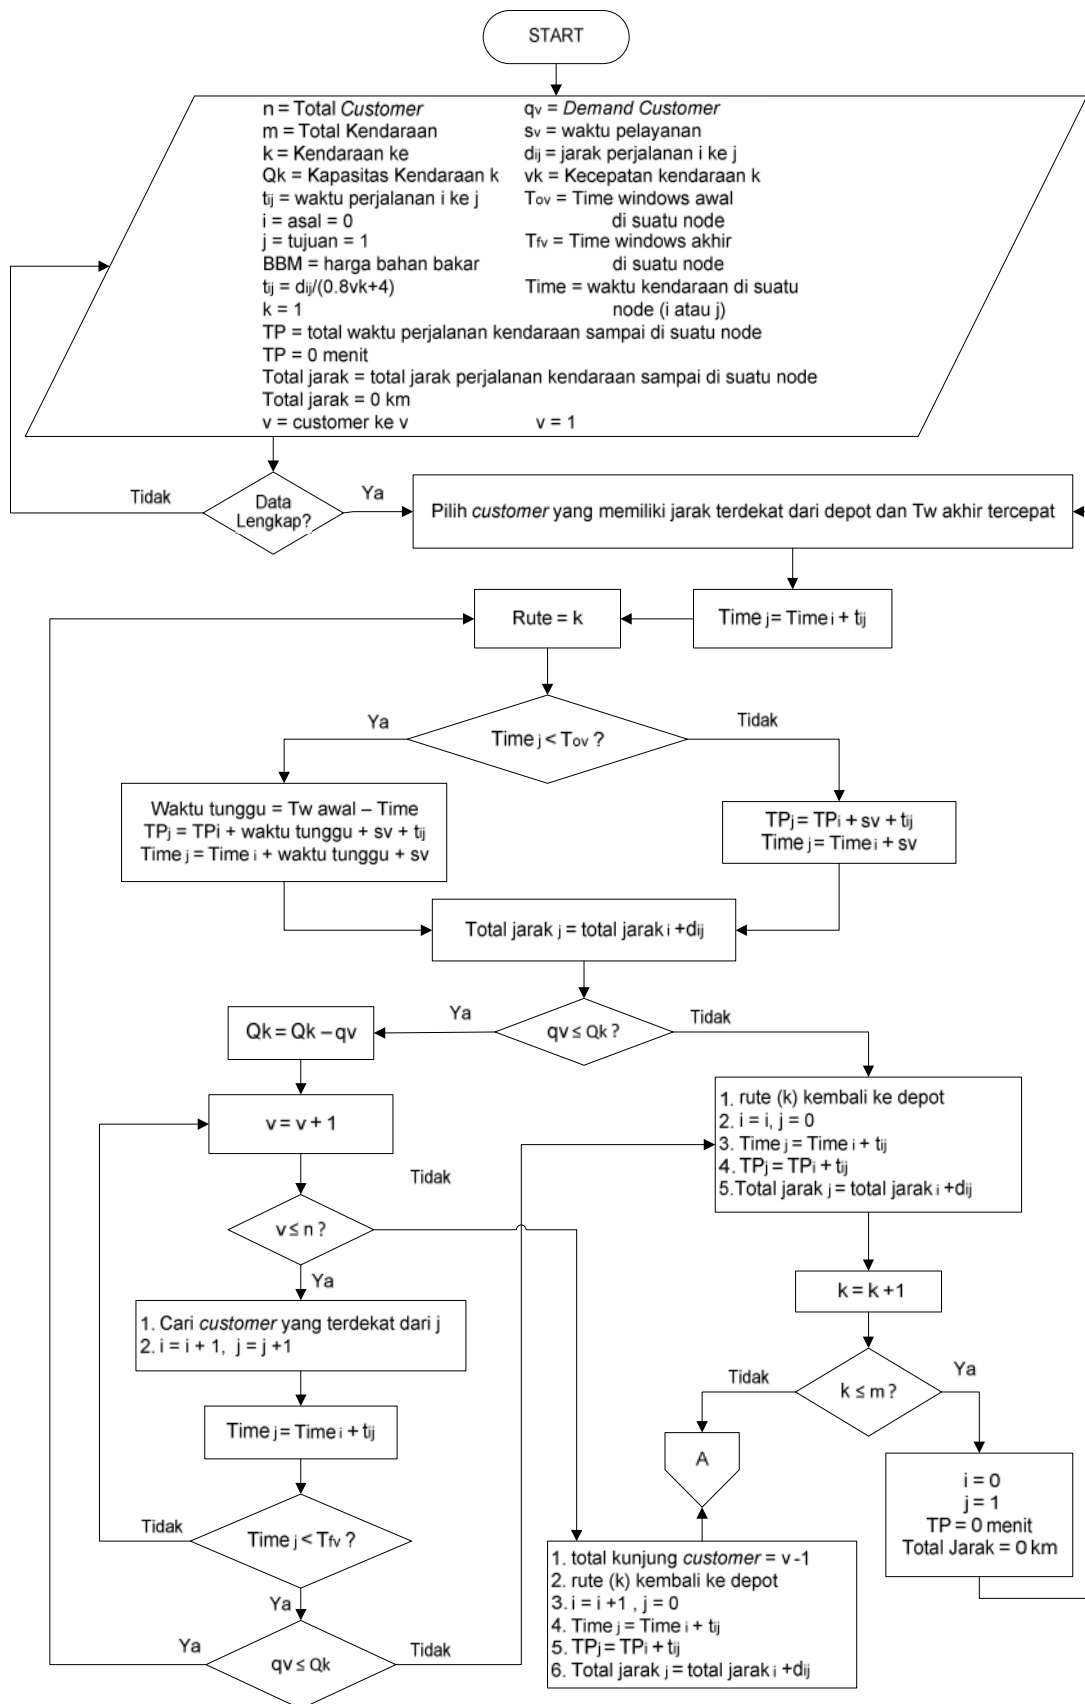 START
n = Total Customer
qv = Demand Customer
m = Total Kendaraan
sv = waktu pelayanan
k = Kendaraan ke
dij = jarak perjalanan i ke j
Qk = Kapasitas Kendaraan k
vk = Kecepatan kendaraan k
tij = waktu perjalanan i ke j
Tov = Time windows awal
i = asal = 0
di suatu node
j = tujuan = 1
Tfv = Time windows akhir
BBM = harga bahan bakar
di suatu node
tij = dij/(0.8vk+4)
Time = waktu kendaraan di suatu
k = 1
node (i atau j)
TP = total waktu perjalanan kendaraan sampai di suatu node
TP = 0 menit
Total jarak = total jarak perjalanan kendaraan sampai di suatu node
Total jarak = 0 km
v = customer ke v
v = 1
Tidak
Data
Lengkap?
Ya
Pilih customer yang memiliki jarak terdekat dari depot dan Tw akhir tercepat
Rute = k
Time j = Time i + tij
Ya
Time j < Tov ?
Tidak
Waktu tunggu = Tw awal – Time
TPj = TPi + waktu tunggu + sv + tij
Time j = Time i + waktu tunggu + sv
TPj = TPi + sv + tij
Time j = Time i + sv
Total jarak j = total jarak i +dij
Qk = Qk – qv
Ya
qv ≤ Qk ?
Tidak
v = v + 1
1. rute (k) kembali ke depot
2. i = i, j = 0
3. Time j = Time i + tij
4. TPj = TPi + tij
5.Total jarak j = total jarak i +dij
Tidak
v ≤ n ?
Ya
k = k +1
1. Cari customer yang terdekat dari j
2. i = i + 1, j = j +1
Tidak
k ≤ m ?
Ya
Time j = Time i + tij
A
i = 0
j = 1
TP = 0 menit
Total Jarak = 0 km
Tidak
Time j < Tfv ?
Ya
1. total kunjung customer = v -1
2. rute (k) kembali ke depot
3. i = i +1 , j = 0
4. Time j = Time i + tij
5. TPj = TPi + tij
6. Total jarak j = total jarak i +dij
Ya
qv ≤ Qk
Tidak